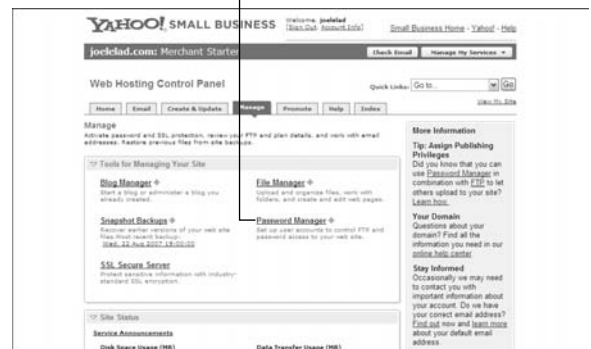 YAHOO! SMALL BUSINESS
Welcome, joelelad
[Sign Out, Account Info]
Small Business Home - Yahoo! - Help
joelelad.com: Merchant Starter
Check Email
Manage My Services
Web Hosting Control Panel
Quick Links: Go to...
Go
Home
Email
Create & Update
Manage
Promote
Help
Index
View My Site
Manage
Activate password and SSL protection, review your FTP and plan details, and work with email
addresses. Restore previous files from site backups.
Tools for Managing Your Site
Blog Manager
Start a blog or administer a blog you
already created.
File Manager
Upload and organize files, work with
folders, and create and edit web pages.
Snapshot Backups
Recover earlier versions of your web site
files. Most recent backup:
Wed, 22 Aug 2007 19:00:00
Password Manager
Set up user accounts to control FTP and
password access to your web site.
SSL Secure Server
Protect sensitive information with industry-
standard SSL encryption.
Site Status
Service Announcements
Disk Space Usage (MB)
Data Transfer Usage (MB)
More Information
Tip: Assign Publishing
Privileges
Did you know that you can
use Password Manager in
combination with FTP to let
others upload to your site?
Learn how.
Your Domain
Questions about your
domain? Find all the
information you need in our
online help center
Stay Informed
Occasionally we may need
to contact you with
important information about
your account. Do we have
your correct email address?
Find out now and learn more
about your default email
address.